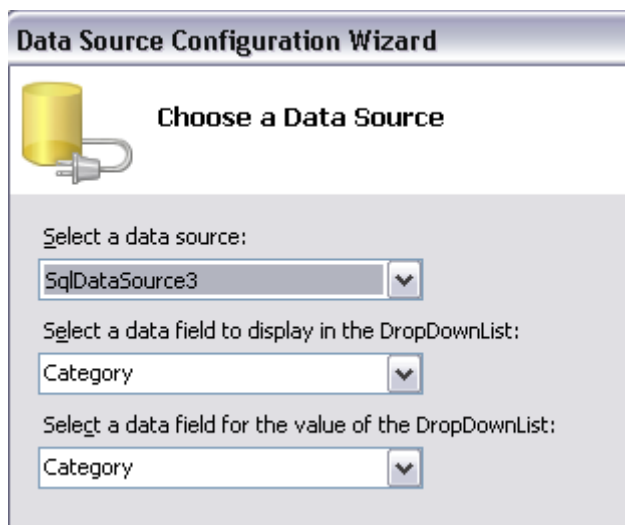 Data Source Configuration Wizard
Choose a Data Source
Select a data source:
SqlDataSource3
Select a data field to display in the DropDownList:
Category
Select a data field for the value of the DropDownList:
Category